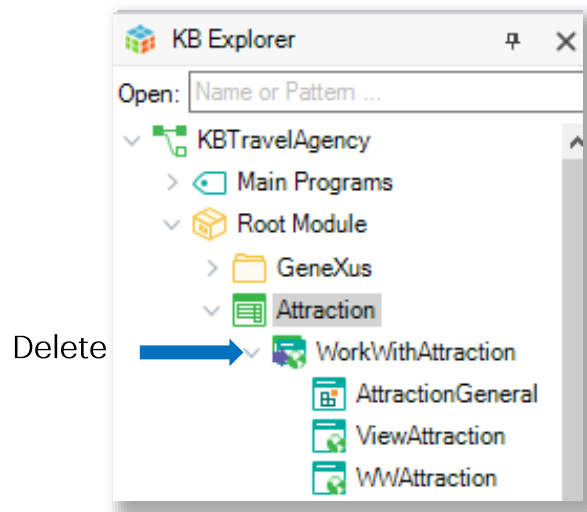 KB Explorer
Open: Name or Pattern ...
KBTravelAgency
Main Programs
Root Module
GeneXus
Attraction
Delete
WorkWithAttraction
AttractionGeneral
ViewAttraction
WWAttraction